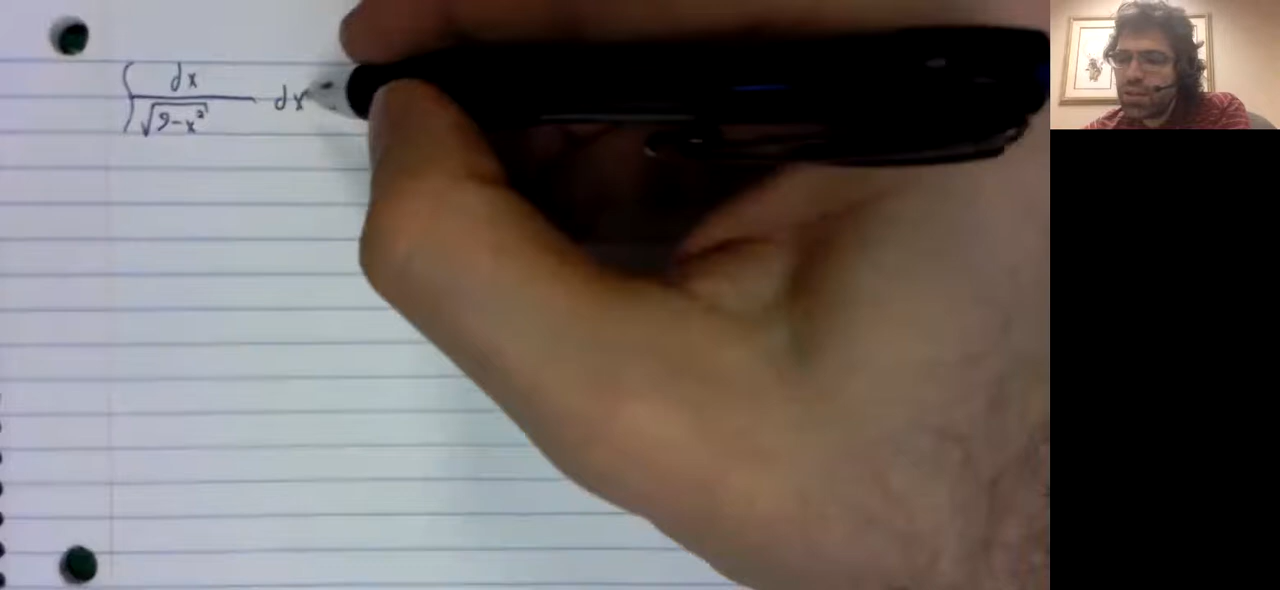 ∫ dx/√(9-x²) dx